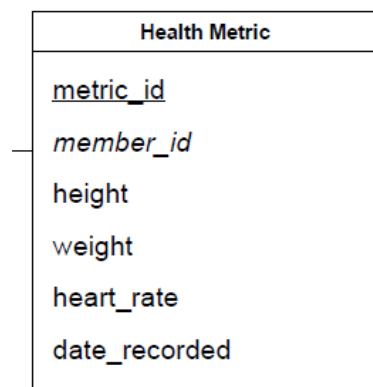 Health Metric
metric_id
member_id
height
weight
heart_rate
date_recorded